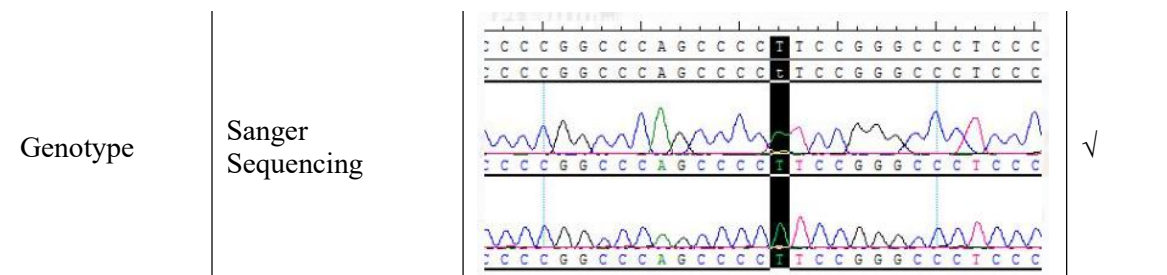 Genotype
Sanger
Sequencing
C C C C G G C C C A G C C C C T T C C G G G C C C T C C C
C C C C G G C C C A G C C C C t T C C G G G C C C T C C C
C C C C G G C C C A G C C C C T T C C G G G C C C T C C C
C C C C G G C C C A G C C C C T T C C G G G C C C T C C C
√